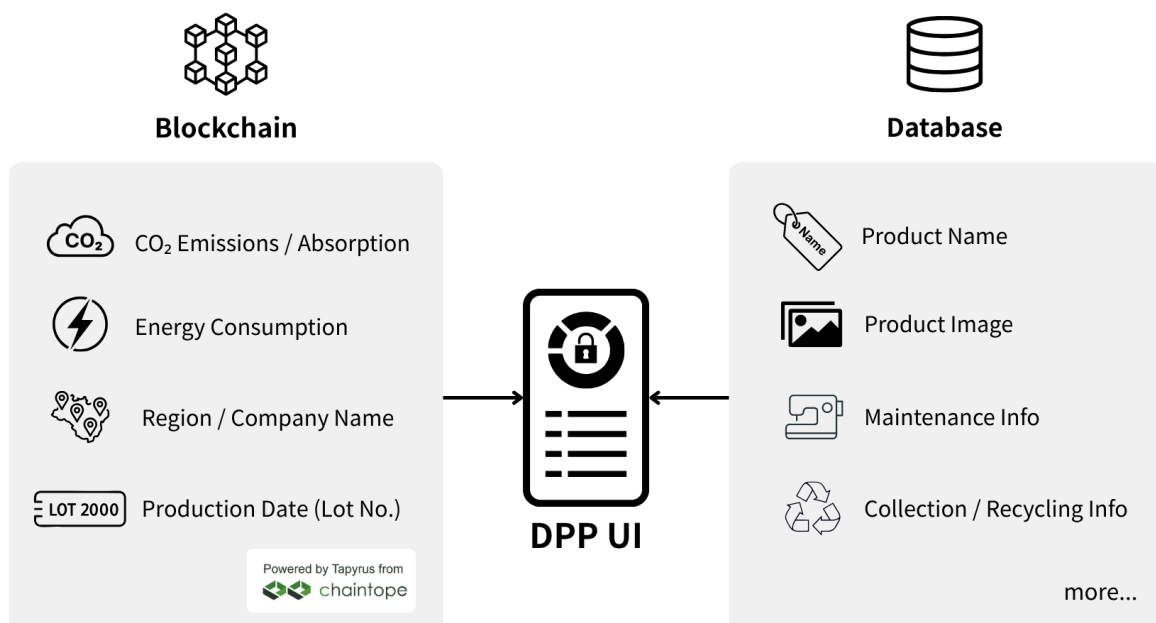 Blockchain
CO₂
CO₂ Emissions / Absorption
Energy Consumption
Region / Company Name
LOT 2000
Production Date (Lot No.)
Powered by Tapyrus from
chaintope
DPP UI
Database
Name
Product Name
Product Image
Maintenance Info
Collection / Recycling Info
more...